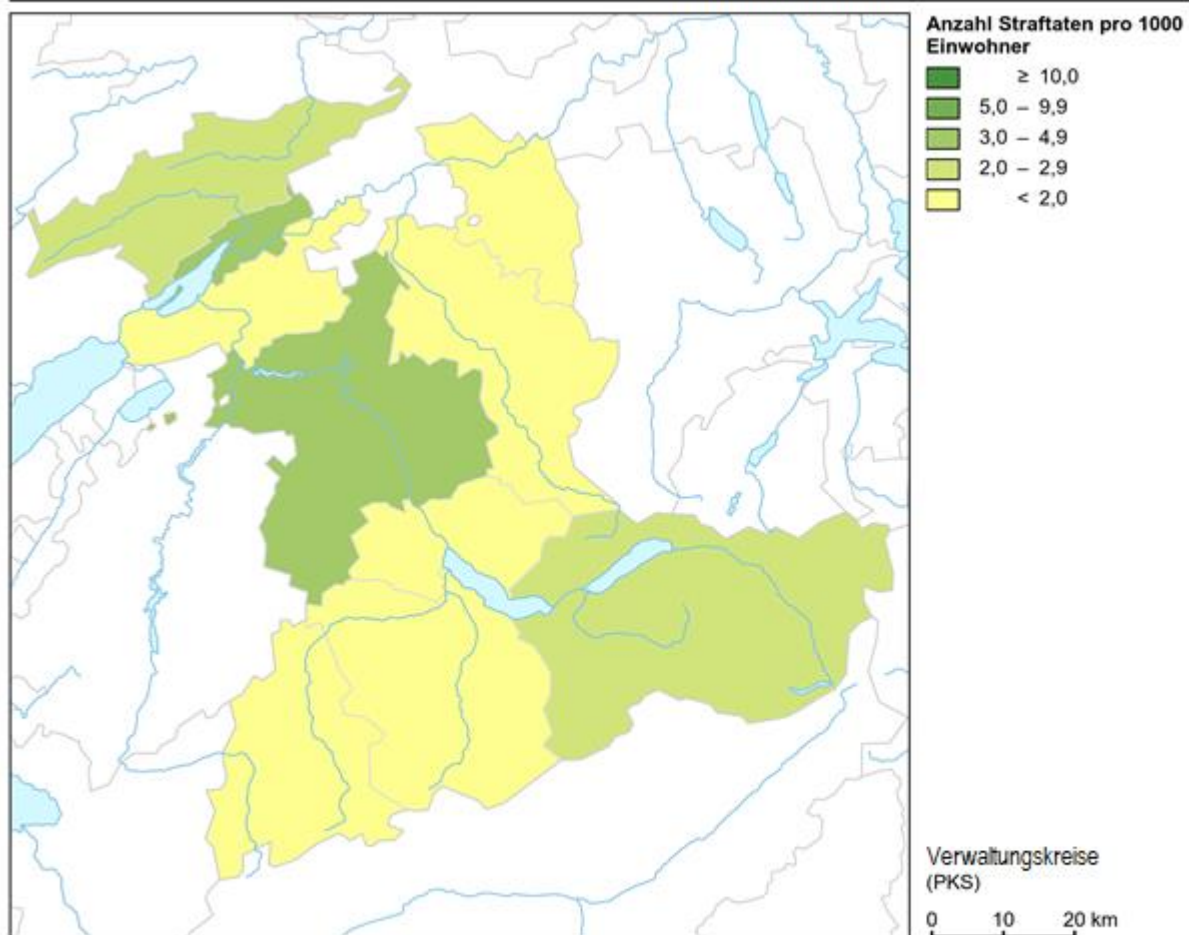 Anzahl Straftaten pro 1000
Einwohner
≥ 10,0
5,0 – 9,9
3,0 – 4,9
2,0 – 2,9
< 2,0
Verwaltungskreise
(PKS)
0 10 20 km